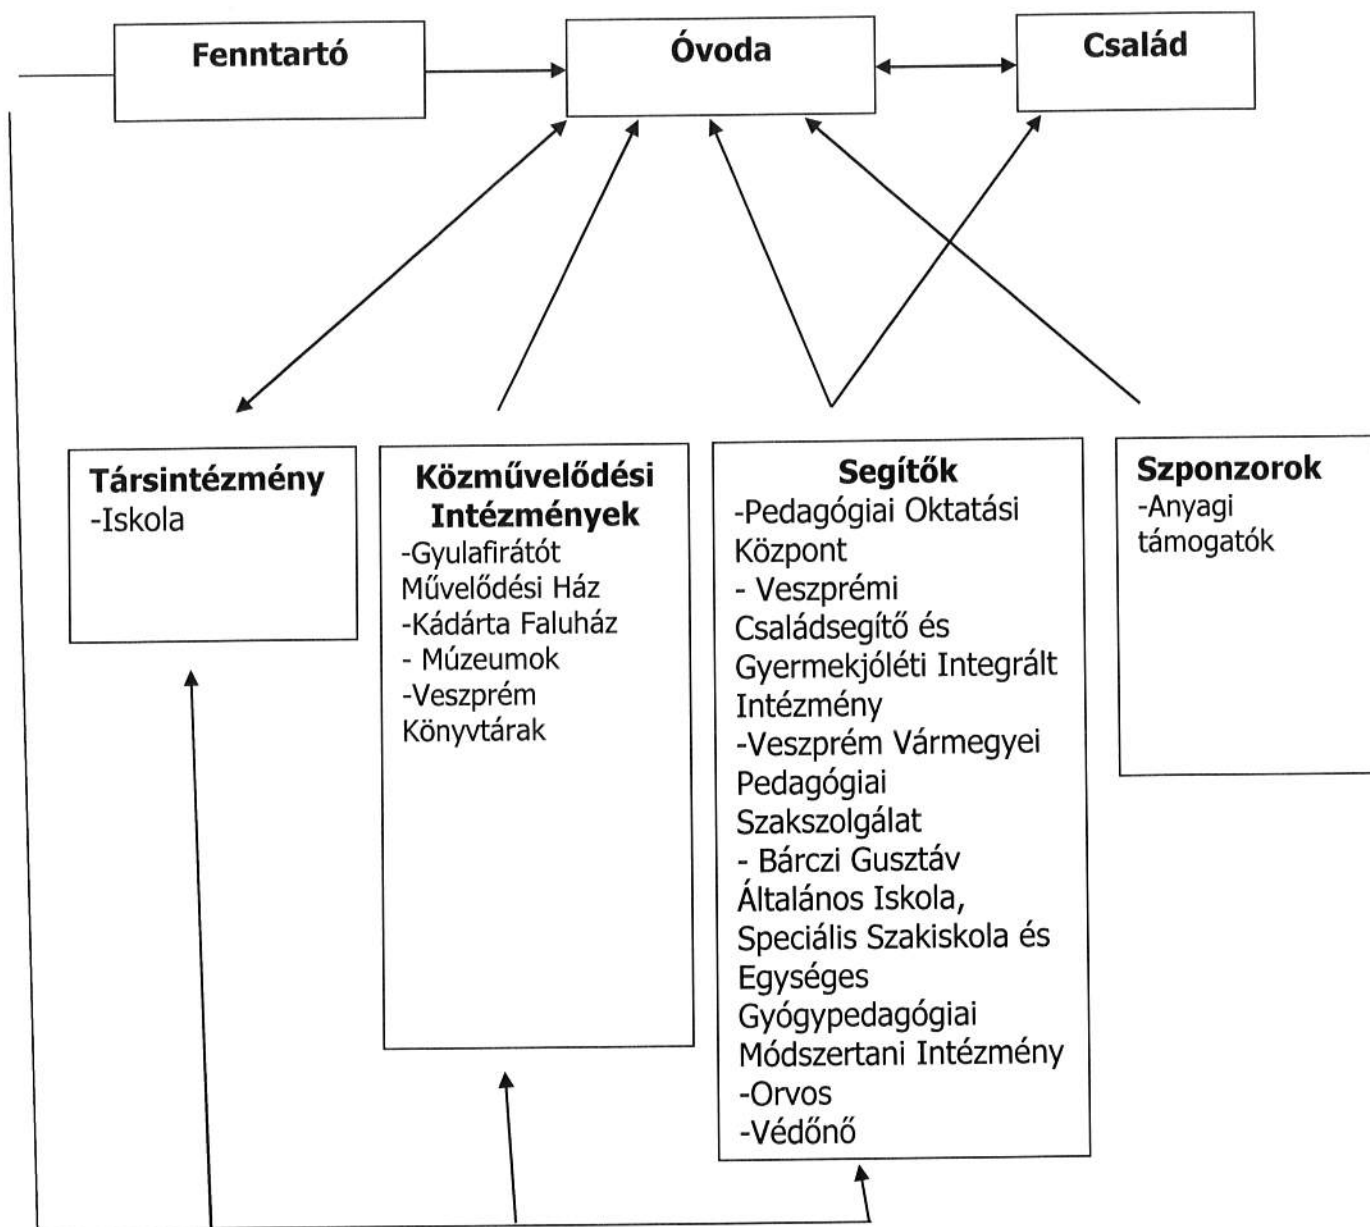 Fenntartó
Óvoda
Család
Társintézmény
-Iskola
Közművelődési
Intézmények
-Gyulafirátót
Művelődési Ház
-Kádárta Faluház
- Múzeumok
-Veszprém
Könyvtárak
Segítők
-Pedagógiai Oktatási
Központ
- Veszprémi
Családsegítő és
Gyermekjóléti Integrált
Intézmény
-Veszprém Vármegyei
Pedagógiai
Szakszolgálat
- Bárczi Gusztáv
Általános Iskola,
Speciális Szakiskola és
Egységes
Gyógypedagógiai
Módszertani Intézmény
-Orvos
-Védőnő
Szponzorok
-Anyagi
támogatók